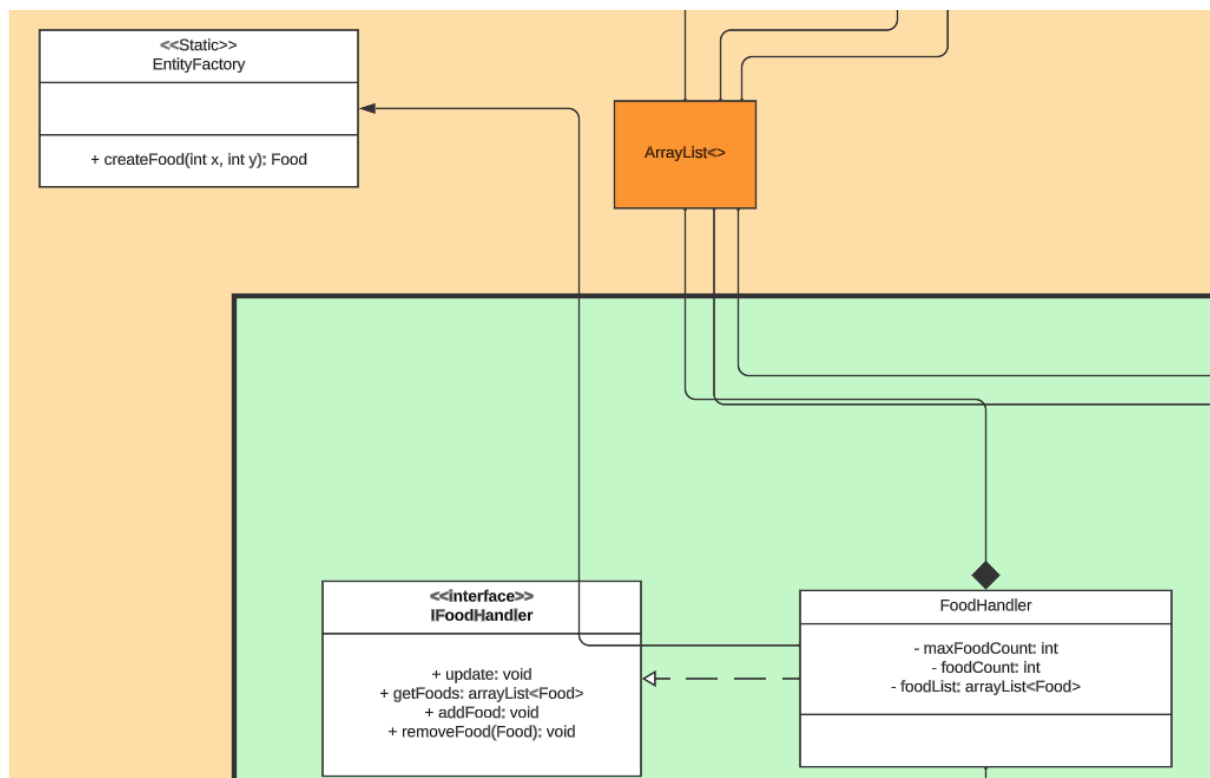 <<Static>>
EntityFactory
+ createFood(int x, int y): Food
ArrayList<>
<<interface>>
IFoodHandler
+ update: void
+ getFoods: arrayList<Food>
+ addFood: void
+ removeFood(Food): void
FoodHandler
- maxFoodCount: int
- foodCount: int
- foodList: arrayList<Food>